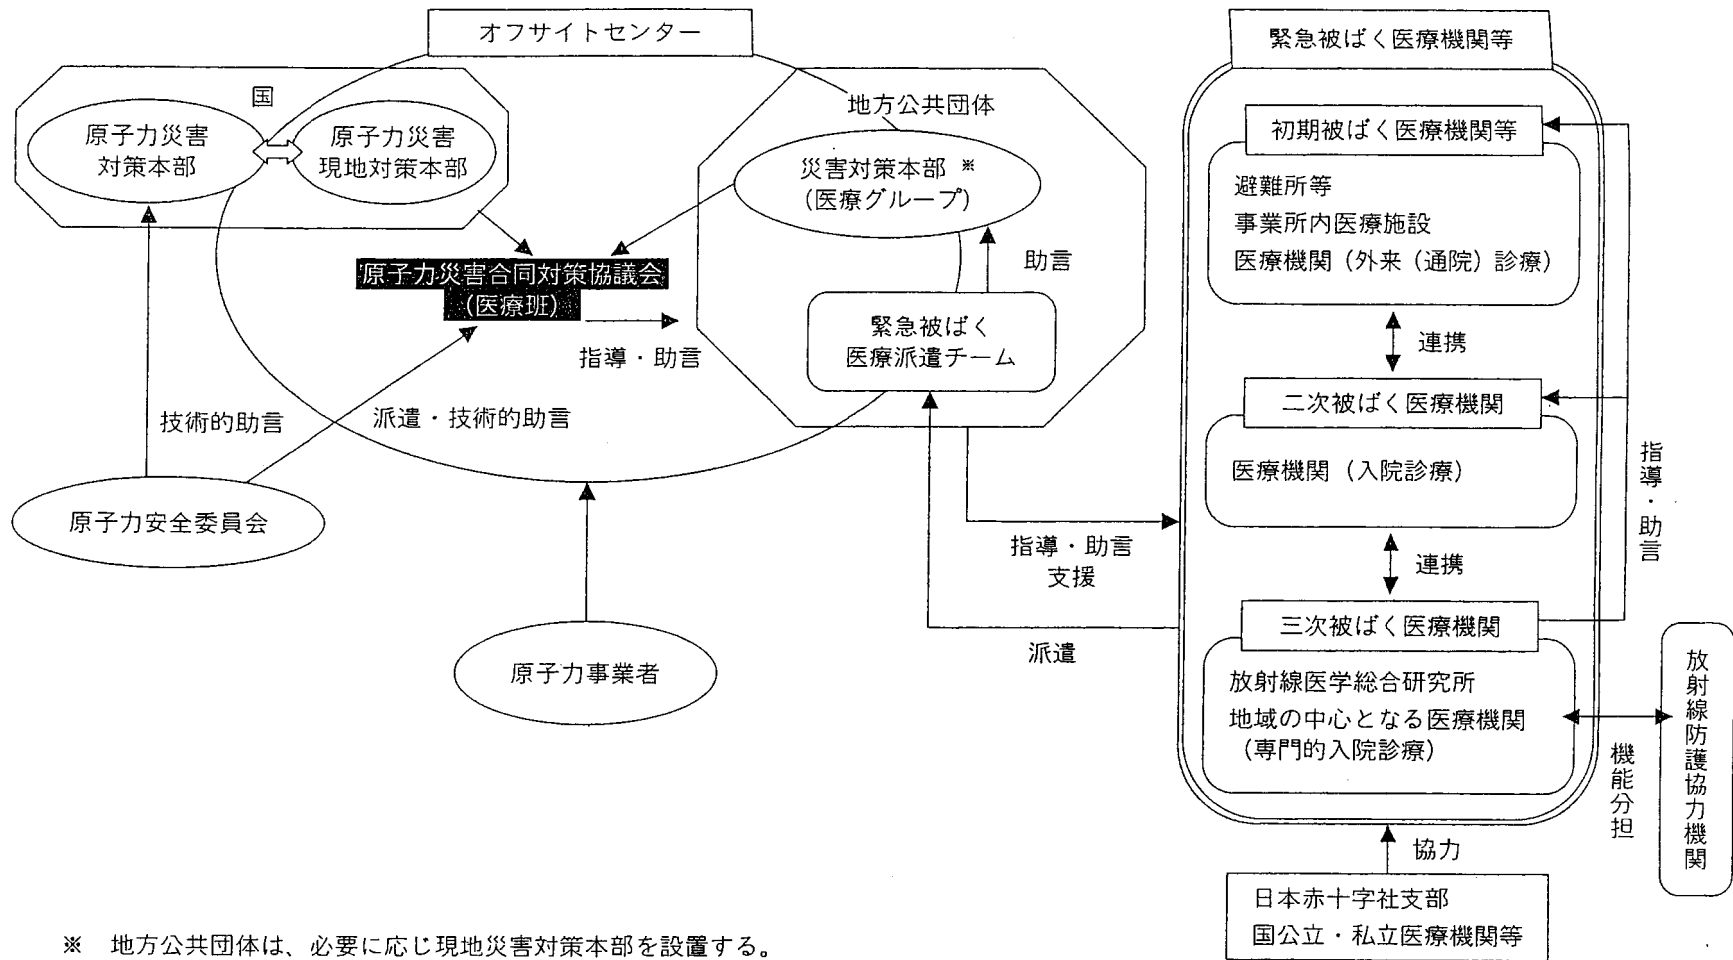 オフサイトセンター
国
原子力災害
対策本部
原子力災害
現地対策本部
地方公共団体
災害対策本部 ※
(医療グループ)
助言
緊急被ばく
医療派遣チーム
原子力災害合同対策協議会
(医療班)
指導・助言
技術的助言
派遣・技術的助言
原子力安全委員会
原子力事業者
指導・助言
支援
派遣
緊急被ばく医療機関等
初期被ばく医療機関等
避難所等
事業所内医療施設
医療機関(外来(通院)診療)
連携
二次被ばく医療機関
医療機関(入院診療)
連携
三次被ばく医療機関
放射線医学総合研究所
地域の中心となる医療機関
(専門的入院診療)
指導・助言
機能分担
放射線防護協力機関
協力
日本赤十字社支部
国公立・私立医療機関等
※ 地方公共団体は、必要に応じ現地災害対策本部を設置する。